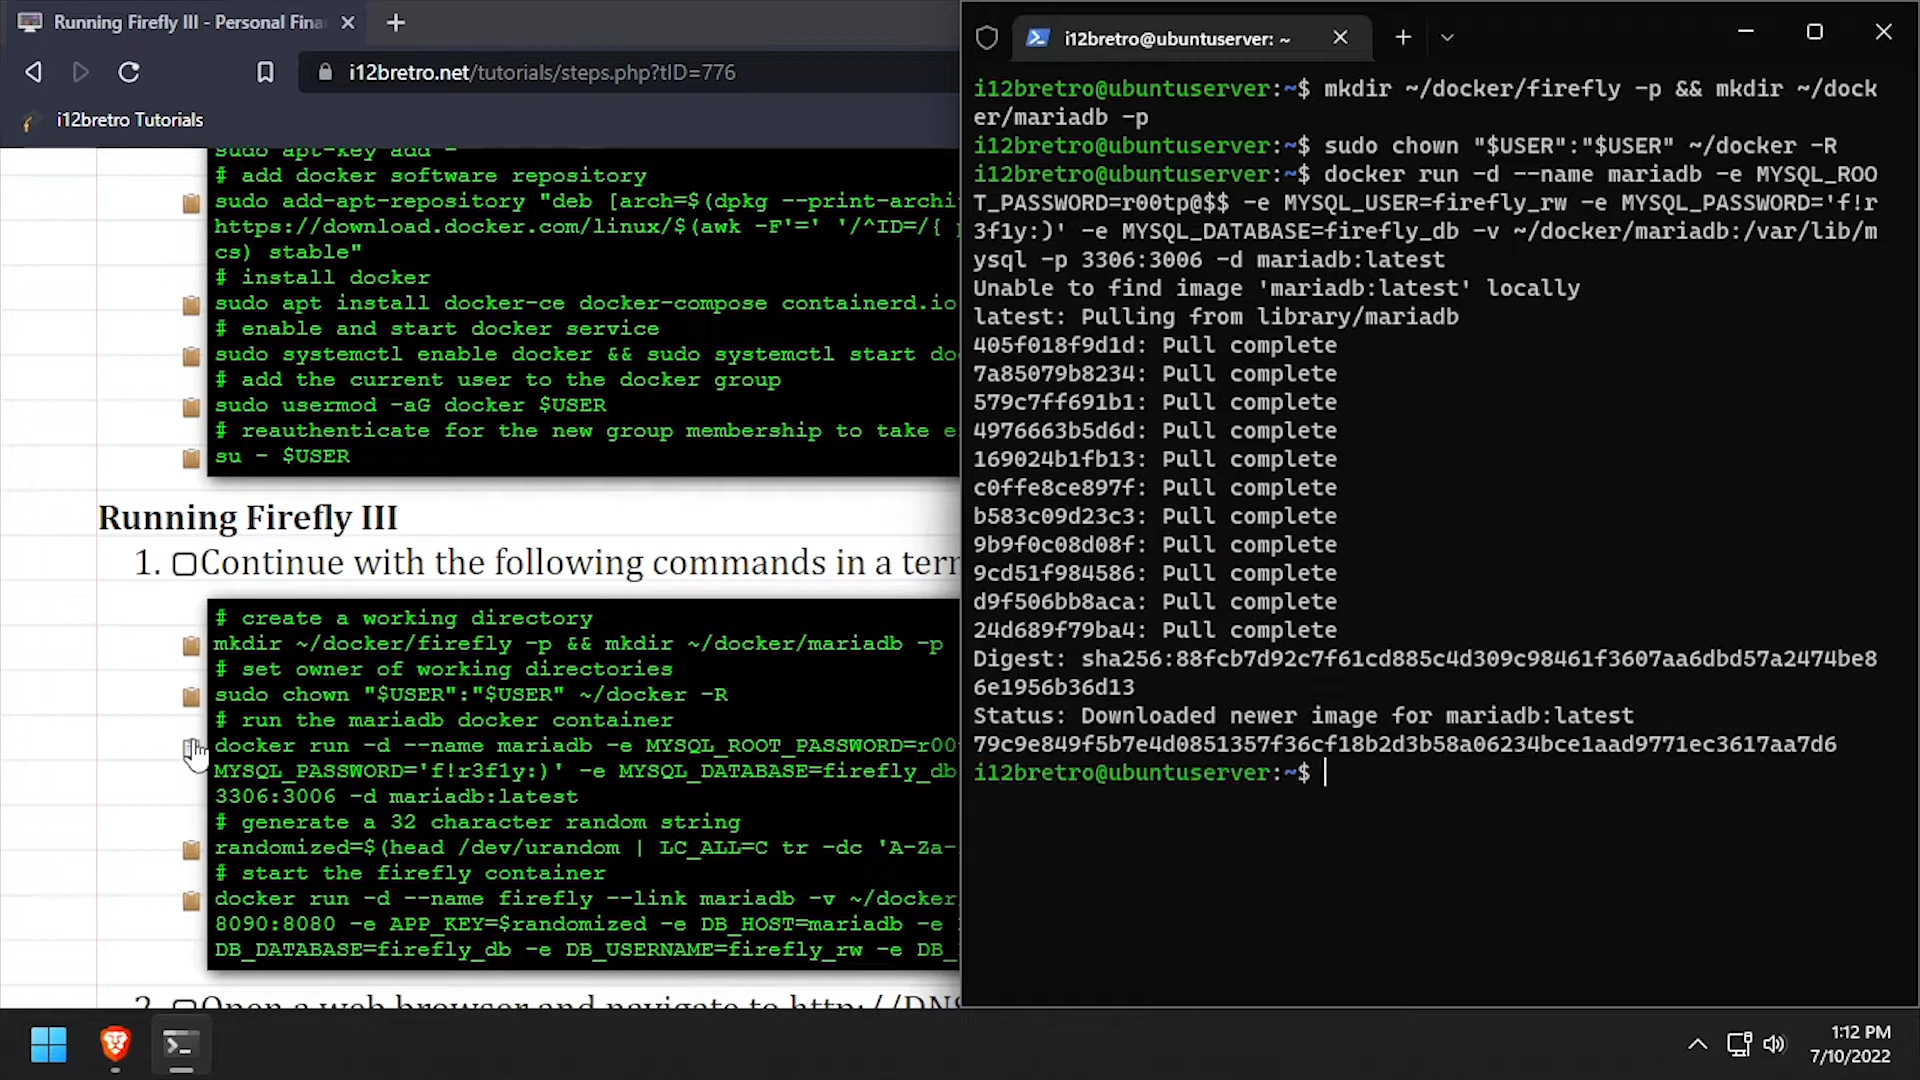 Running Firefly III - Personal Fina
i12bretro.net/tutorials/steps.php?tID=776
i12bretro Tutorials
sudo apt-key add -
# add docker software repository
sudo add-apt-repository "deb [arch=$(dpkg --print-archi
https://download.docker.com/linux/$(awk -F'=' '/^ID=/{ p
cs) stable"
# install docker
sudo apt install docker-ce docker-compose containerd.io
# enable and start docker service
sudo systemctl enable docker && sudo systemctl start do
# add the current user to the docker group
sudo usermod -aG docker $USER
# reauthenticate for the new group membership to take e
su - $USER
Running Firefly III
1. Continue with the following commands in a ter
# create a working directory
mkdir ~/docker/firefly -p && mkdir ~/docker/mariadb -p
# set owner of working directories
sudo chown "$USER":"$USER" ~/docker -R
# run the mariadb docker container
docker run -d --name mariadb -e MYSQL_ROOT_PASSWORD=r00
MYSQL_PASSWORD='f!r3f1y:)' -e MYSQL_DATABASE=firefly_db
3306:3006 -d mariadb:latest
# generate a 32 character random string
randomized=$(head /dev/urandom | LC_ALL=C tr -dc 'A-Za-
# start the firefly container
docker run -d --name firefly --link mariadb -v ~/docker
8090:8080 -e APP_KEY=$randomized -e DB_HOST=mariadb -e
DB_DATABASE=firefly_db -e DB_USERNAME=firefly_rw -e DB_
2. Open a web browser and navigate to http://DNS
i12bretro@ubuntuserver: ~
i12bretro@ubuntuserver:~$ mkdir ~/docker/firefly -p && mkdir ~/dock
er/mariadb -p
i12bretro@ubuntuserver:~$ sudo chown "$USER":"$USER" ~/docker -R
i12bretro@ubuntuserver:~$ docker run -d --name mariadb -e MYSQL_ROO
T_PASSWORD=r00tp@$$ -e MYSQL_USER=firefly_rw -e MYSQL_PASSWORD='f!r
3f1y:)' -e MYSQL_DATABASE=firefly_db -v ~/docker/mariadb:/var/lib/m
ysql -p 3306:3006 -d mariadb:latest
Unable to find image 'mariadb:latest' locally
latest: Pulling from library/mariadb
405f018f9d1d: Pull complete
7a85079b8234: Pull complete
579c7ff691b1: Pull complete
4976663b5d6d: Pull complete
169024b1fb13: Pull complete
c0ffe8ce897f: Pull complete
b583c09d23c3: Pull complete
9b9f0c08d08f: Pull complete
9cd51f984586: Pull complete
d9f506bb8aca: Pull complete
24d689f79ba4: Pull complete
Digest: sha256:88fcb7d92c7f61cd885c4d309c98461f3607aa6dbd57a2474be8
6e1956b36d13
Status: Downloaded newer image for mariadb:latest
79c9e849f5b7e4d0851357f36cf18b2d3b58a06234bce1aad9771ec3617aa7d6
i12bretro@ubuntuserver:~$
1:12 PM
7/10/2022